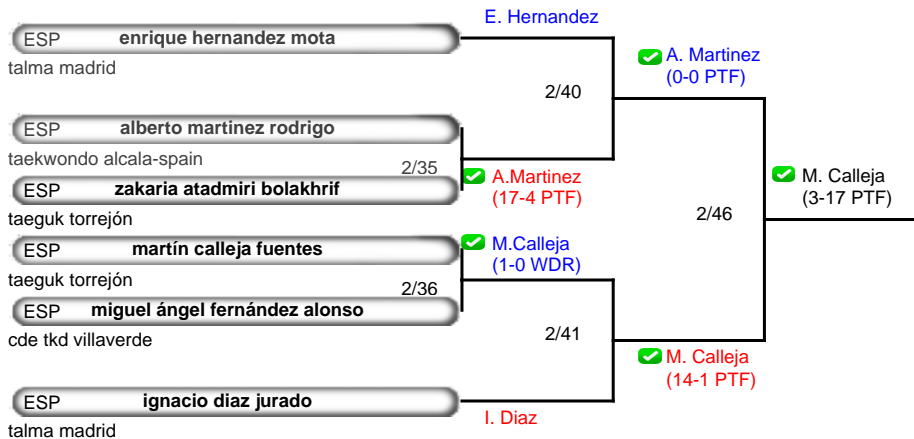 E. Hernandez
ESP enrique hernandez mota
talma madrid
A. Martinez
(0-0 PTF)
2/40
ESP alberto martinez rodrigo
taekwondo alcala-spain
2/35
A.Martinez
(17-4 PTF)
ESP zakaria atadmiri bolakhrif
taeguk torrejón
M. Calleja
(3-17 PTF)
2/46
ESP martín calleja fuentes
taeguk torrejón
M.Calleja
(1-0 WDR)
2/36
ESP miguel ángel fernández alonso
cde tkd villaverde
2/41
M. Calleja
(14-1 PTF)
ESP ignacio diaz jurado
talma madrid
I. Diaz